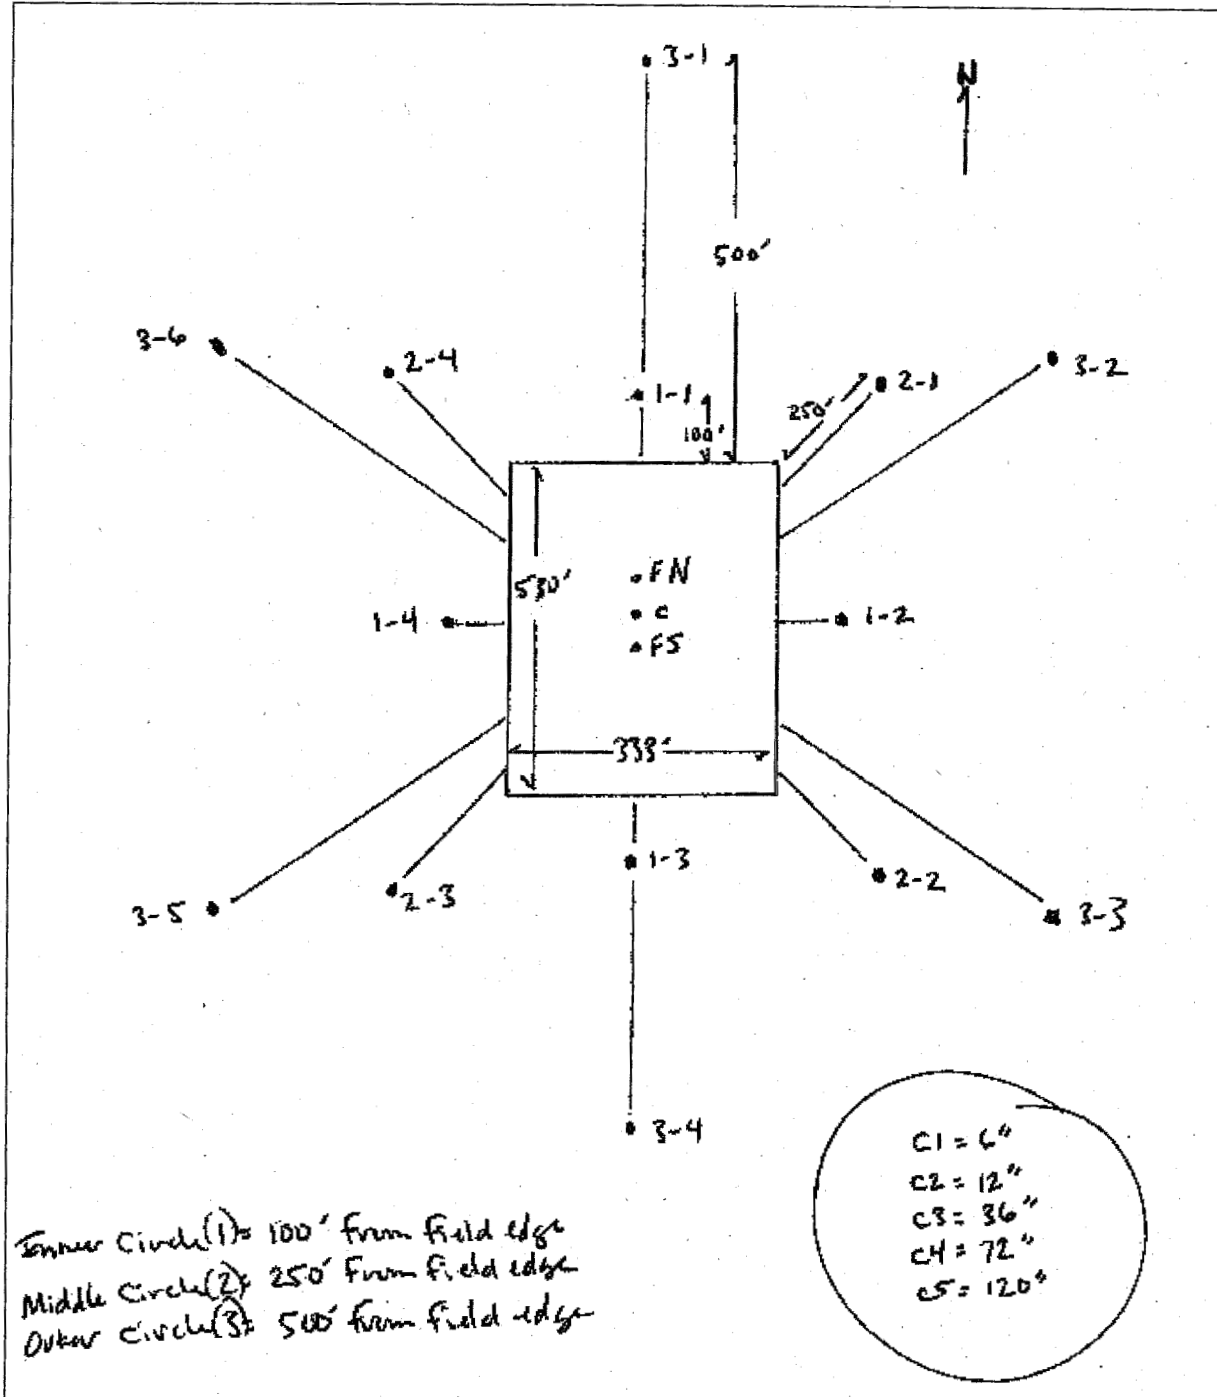 3-1
N
500'
3-6
2-4
3-2
2-1
250'
1-1
100'
FN
530'
C
1-4
1-2
FS
1-3
2-2
2-3
3-5
3-3
3-4
C1 = 6"
C2 = 12"
C3 = 36"
C4 = 72"
C5 = 120"
Inner Circle(1)= 100' from field edge
Middle Circle(2)= 250' from field edge
Outer Circle(3)= 500' from field edge